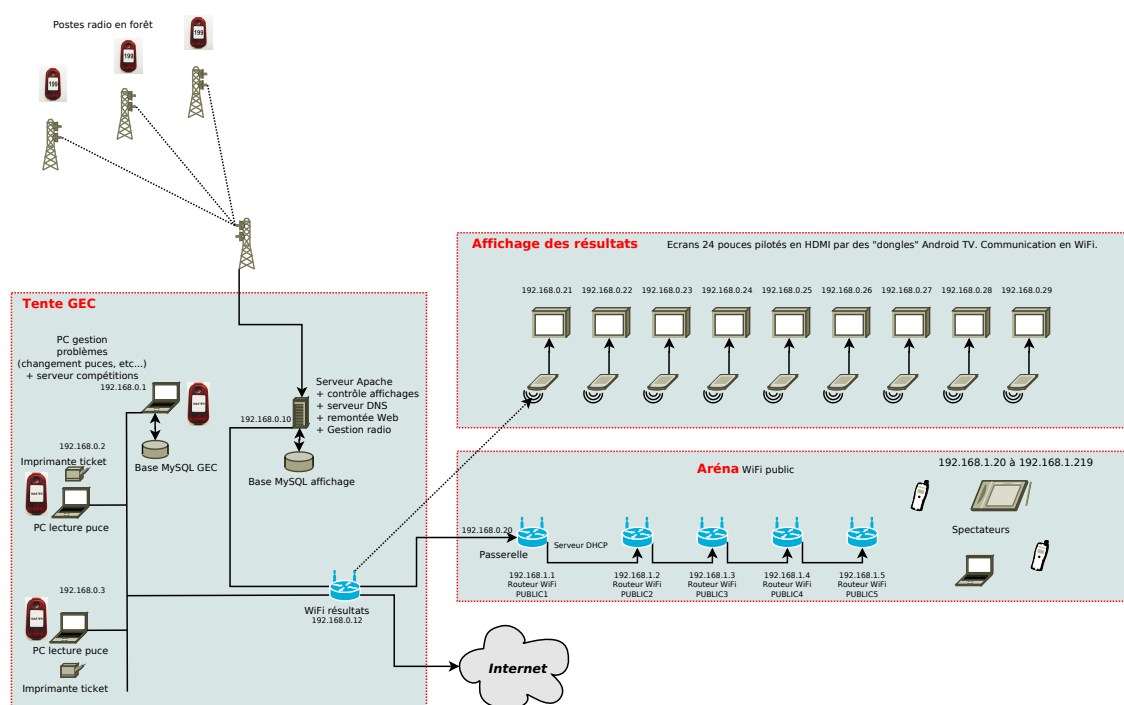 Postes radio en forêt
199
199
199
Affichage des résultats
Ecrans 24 pouces pilotés en HDMI par des "dongles" Android TV. Communication en WiFi.
192.168.0.21
192.168.0.22
192.168.0.23
192.168.0.24
192.168.0.25
192.168.0.26
192.168.0.27
192.168.0.28
192.168.0.29
Tente GEC
PC gestion
problèmes
(changement puces, etc...)
+ serveur compétitions
192.168.0.1
Base MySQL GEC
Serveur Apache
+ contrôle affichages
+ serveur DNS
+ remontée Web
+ Gestion radio
192.168.0.10
Base MySQL affichage
192.168.0.2
Imprimante ticket
MASTER
PC lecture puce
192.168.0.3
MASTER
PC lecture puce
Imprimante ticket
WiFi résultats
192.168.0.12
Internet
Aréna WiFi public
192.168.1.20 à 192.168.1.219
Spectateurs
192.168.0.20
Passerelle
Serveur DHCP
192.168.1.1
Routeur WiFi
PUBLIC1
192.168.1.2
Routeur WiFi
PUBLIC2
192.168.1.3
Routeur WiFi
PUBLIC3
192.168.1.4
Routeur WiFi
PUBLIC4
192.168.1.5
Routeur WiFi
PUBLIC5